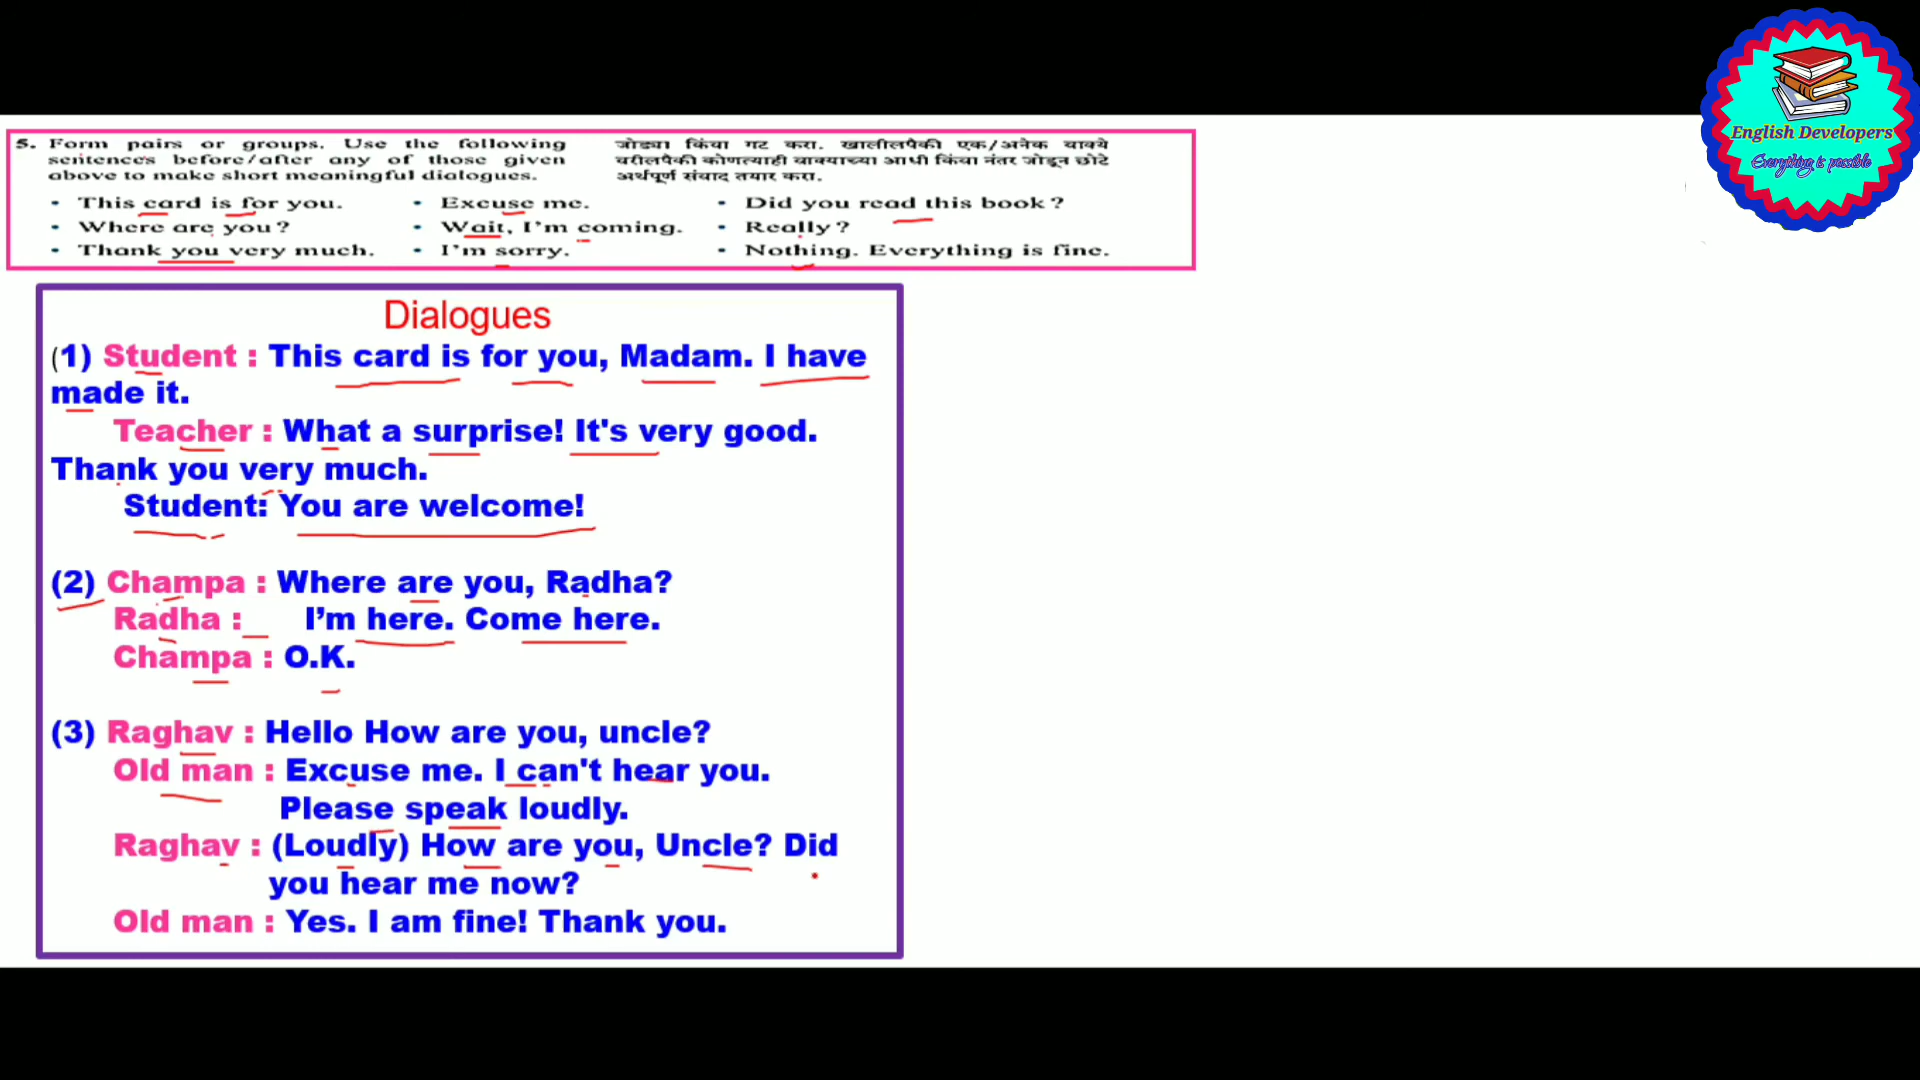 5. Form pairs or groups. Use the following
sentences before/after any of those given
above to make short meaningful dialogues.
जोड्या किंवा गट करा. खालीलपैकी एक/अनेक वाक्ये
वरीलपैकी कोणत्याही वाक्याच्या आधी किंवा नंतर जोडून छोटे
अर्थपूर्ण संवाद तयार करा.
• This card is for you. • Excuse me. • Did you read this book?
• Where are you? • Wait, I'm coming. • Really?
• Thank you very much. • I'm sorry. • Nothing. Everything is fine.
Dialogues
(1) Student : This card is for you, Madam. I have
made it.
Teacher : What a surprise! It's very good.
Thank you very much.
Student: You are welcome!
(2) Champa : Where are you, Radha?
Radha : I’m here. Come here.
Champa : O.K.
(3) Raghav : Hello How are you, uncle?
Old man : Excuse me. I can't hear you.
Please speak loudly.
Raghav : (Loudly) How are you, Uncle? Did
you hear me now?
Old man : Yes. I am fine! Thank you.
English Developers
Everything is possible